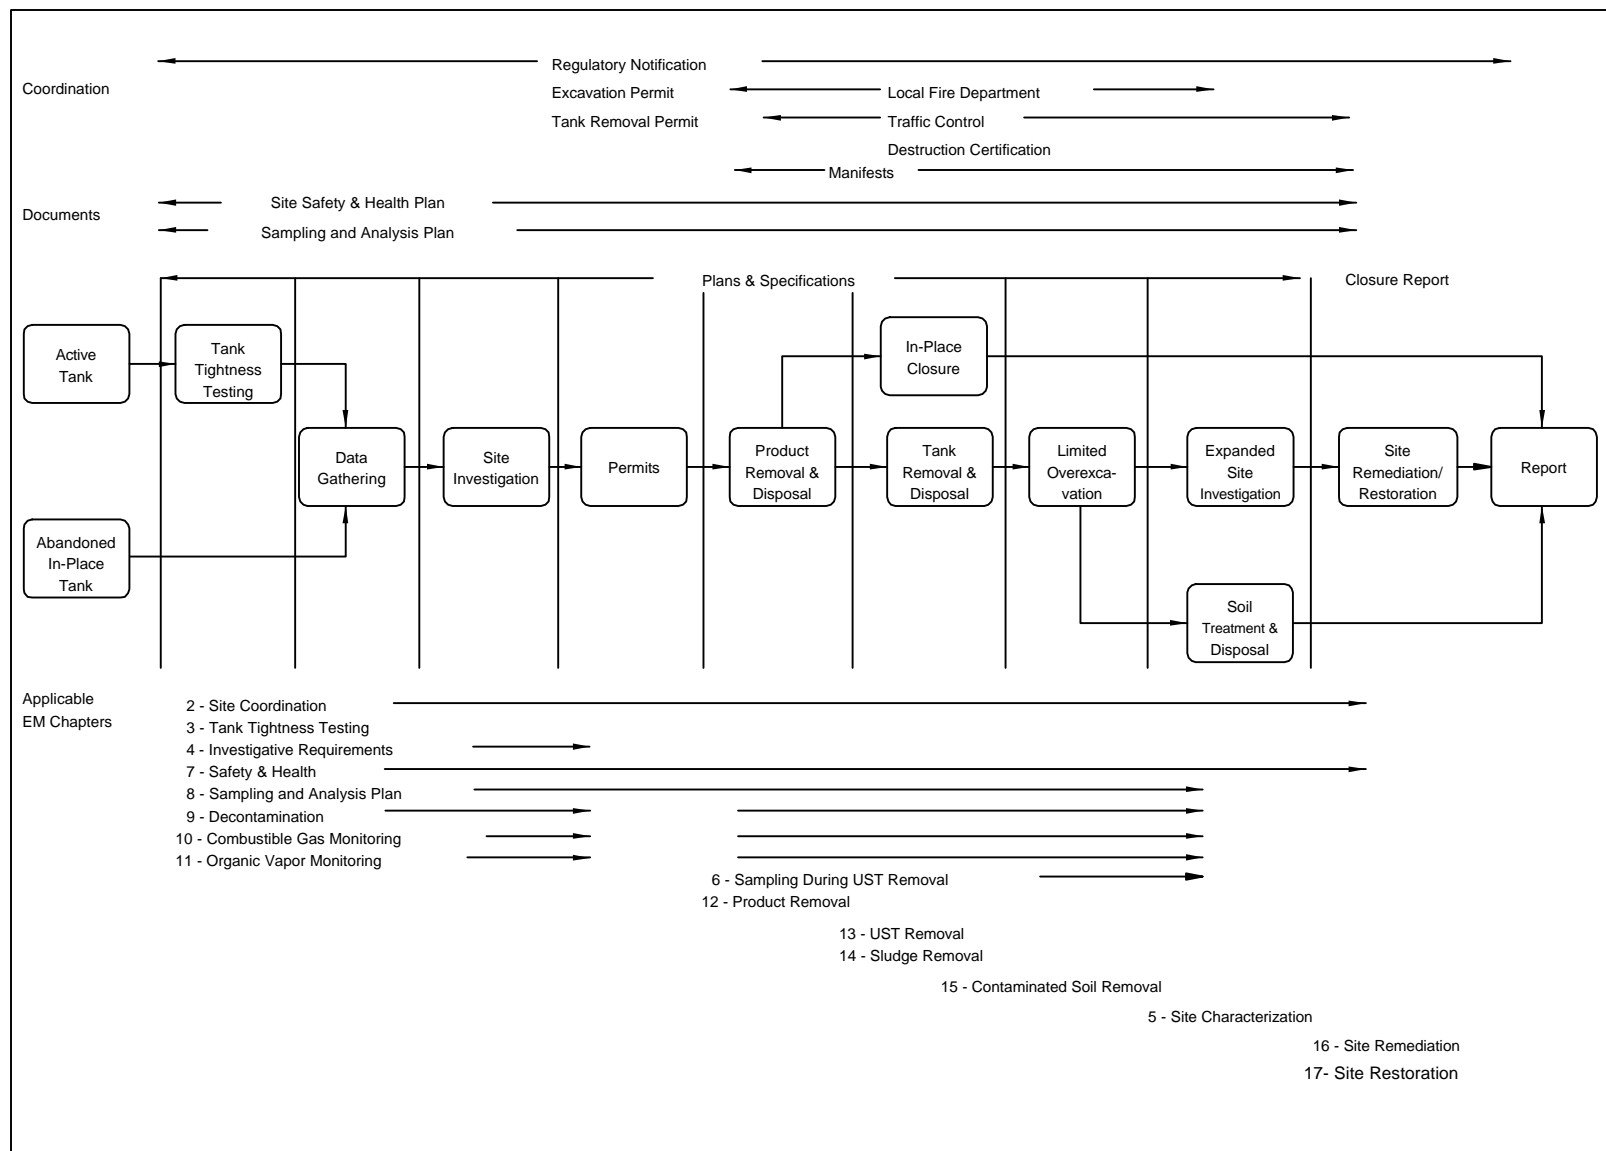 Regulatory Notification
Coordination
Excavation Permit
Local Fire Department
Tank Removal Permit
Traffic Control
Destruction Certification
Manifests
Site Safety & Health Plan
Documents
Sampling and Analysis Plan
Plans & Specifications
Closure Report
Active
Tank
Tank
Tightness
Testing
In-Place
Closure
Data
Gathering
Site
Investigation
Permits
Product
Removal &
Disposal
Tank
Removal &
Disposal
Limited
Overexca-
vation
Expanded
Site
Investigation
Site
Remediation/
Restoration
Report
Abandoned
In-Place
Tank
Soil
Treatment &
Disposal
Applicable
EM Chapters
2 - Site Coordination
3 - Tank Tightness Testing
4 - Investigative Requirements
7 - Safety & Health
8 - Sampling and Analysis Plan
9 - Decontamination
10 - Combustible Gas Monitoring
11 - Organic Vapor Monitoring
6 - Sampling During UST Removal
12 - Product Removal
13 - UST Removal
14 - Sludge Removal
15 - Contaminated Soil Removal
5 - Site Characterization
16 - Site Remediation
17- Site Restoration